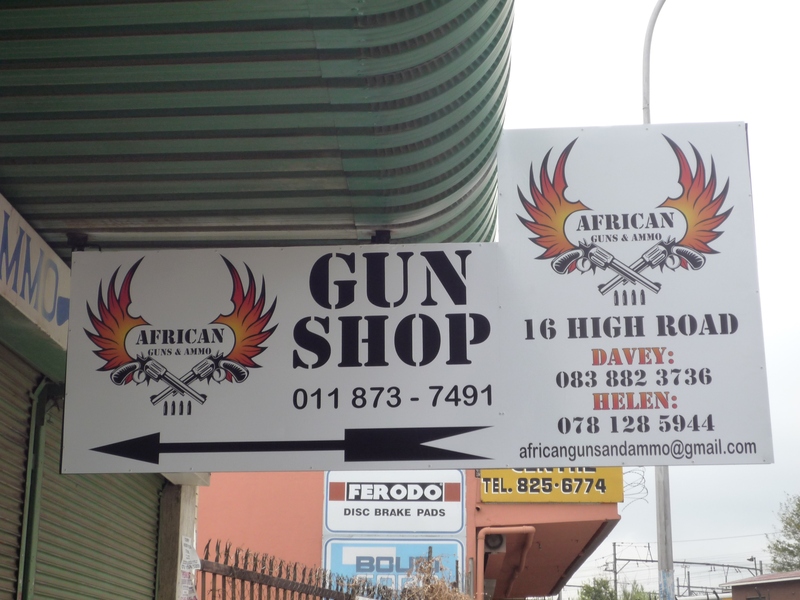 MMO
AFRICAN
GUNS & AMMO
GUN
SHOP
011 873 - 7491
AFRICAN
GUNS & AMMO
16 HIGH ROAD
DAVEY:
083 882 3736
HELEN:
078 128 5944
africangunsandammo@gmail.com
CENTRE
TEL. 825-6774
FERODO
DISC BRAKE PADS